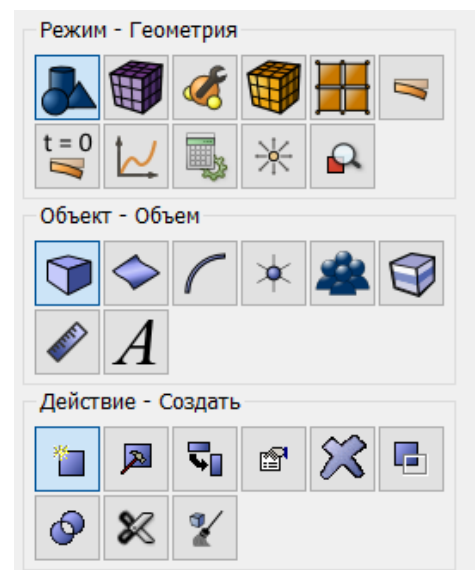 Режим - Геометрия
t = 0
Объект - Объем
A
Действие - Создать